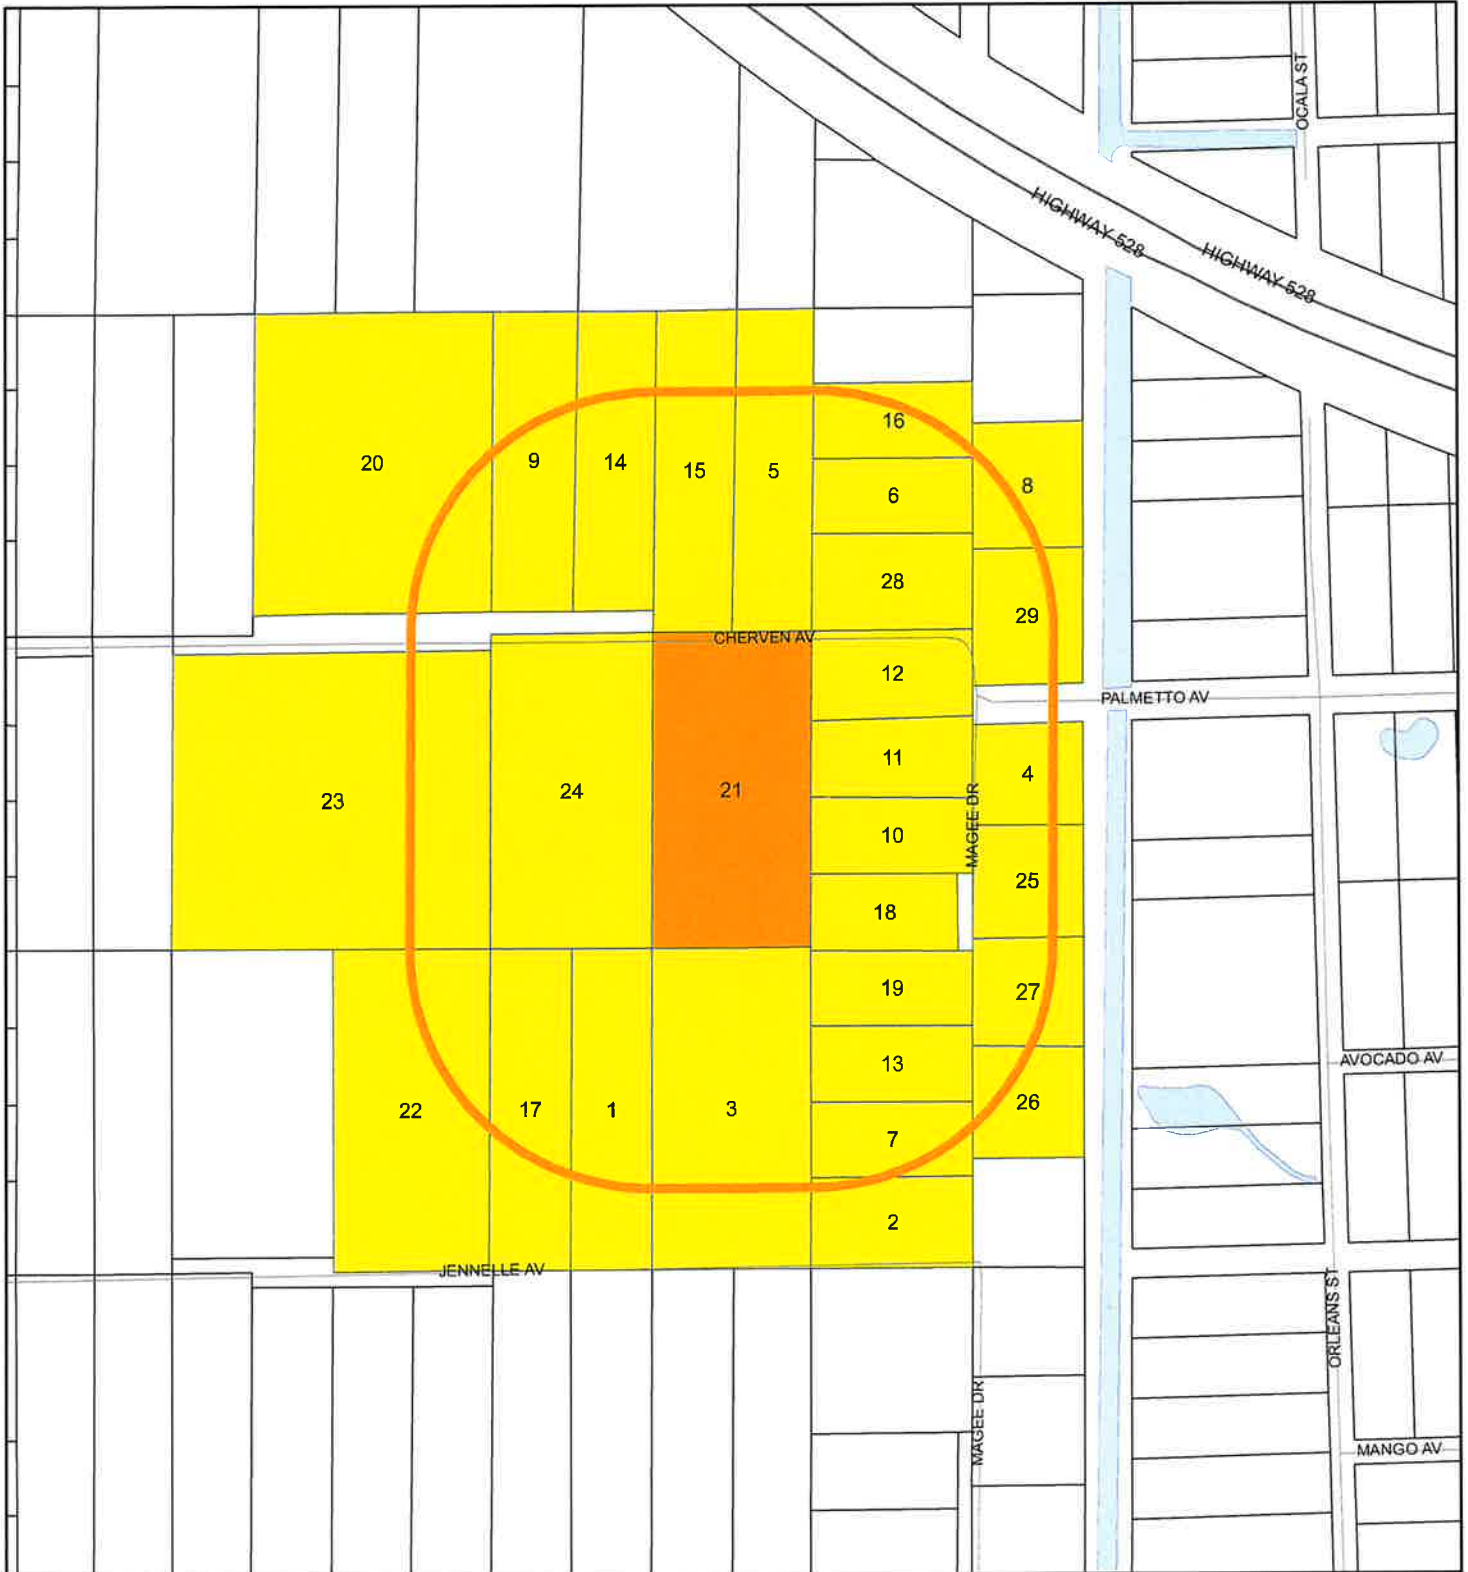 OCALA ST
HIGHWAY 528
HIGHWAY 528
16
20
9
14
15
5
8
6
28
29
CHERVEN AV
12
PALMETTO AV
11
4
24
21
23
MAGEE DR
10
25
18
19
27
13
AVOCADO AV
26
22
17
1
3
7
2
JENNELLE AV
ORLEANS ST
MAGEE DR
MANGO AV